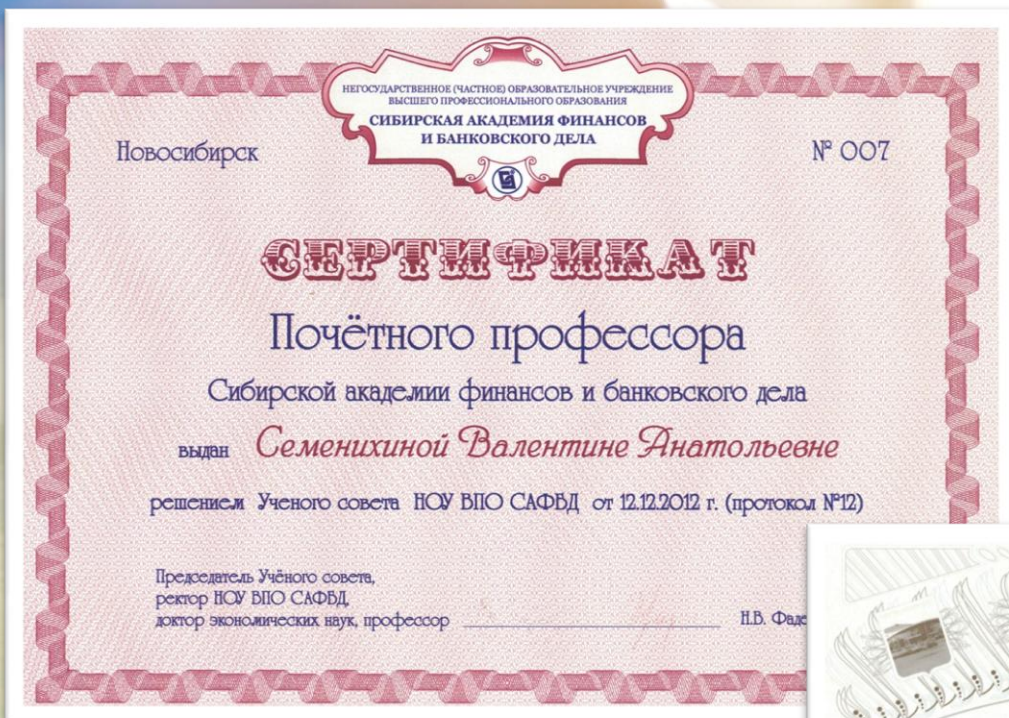 НЕГОСУДАРСТВЕННОЕ (ЧАСТНОЕ) ОБРАЗОВАТЕЛЬНОЕ УЧРЕЖДЕНИЕ
ВЫСШЕГО ПРОФЕССИОНАЛЬНОГО ОБРАЗОВАНИЯ
СИБИРСКАЯ АКАДЕМИЯ ФИНАНСОВ
И БАНКОВСКОГО ДЕЛА
Новосибирск № 007
СЕРТИФИКАТ
Почётного профессора
Сибирской академии финансов и банковского дела
выдан Семенихиной Валентине Анатольевне
решением Ученого совета НОУ ВПО САФБД от 12.12.2012 г. (протокол №12)
Председатель Учёного совета,
ректор НОУ ВПО САФБД,
доктор экономических наук, профессор Н.В.